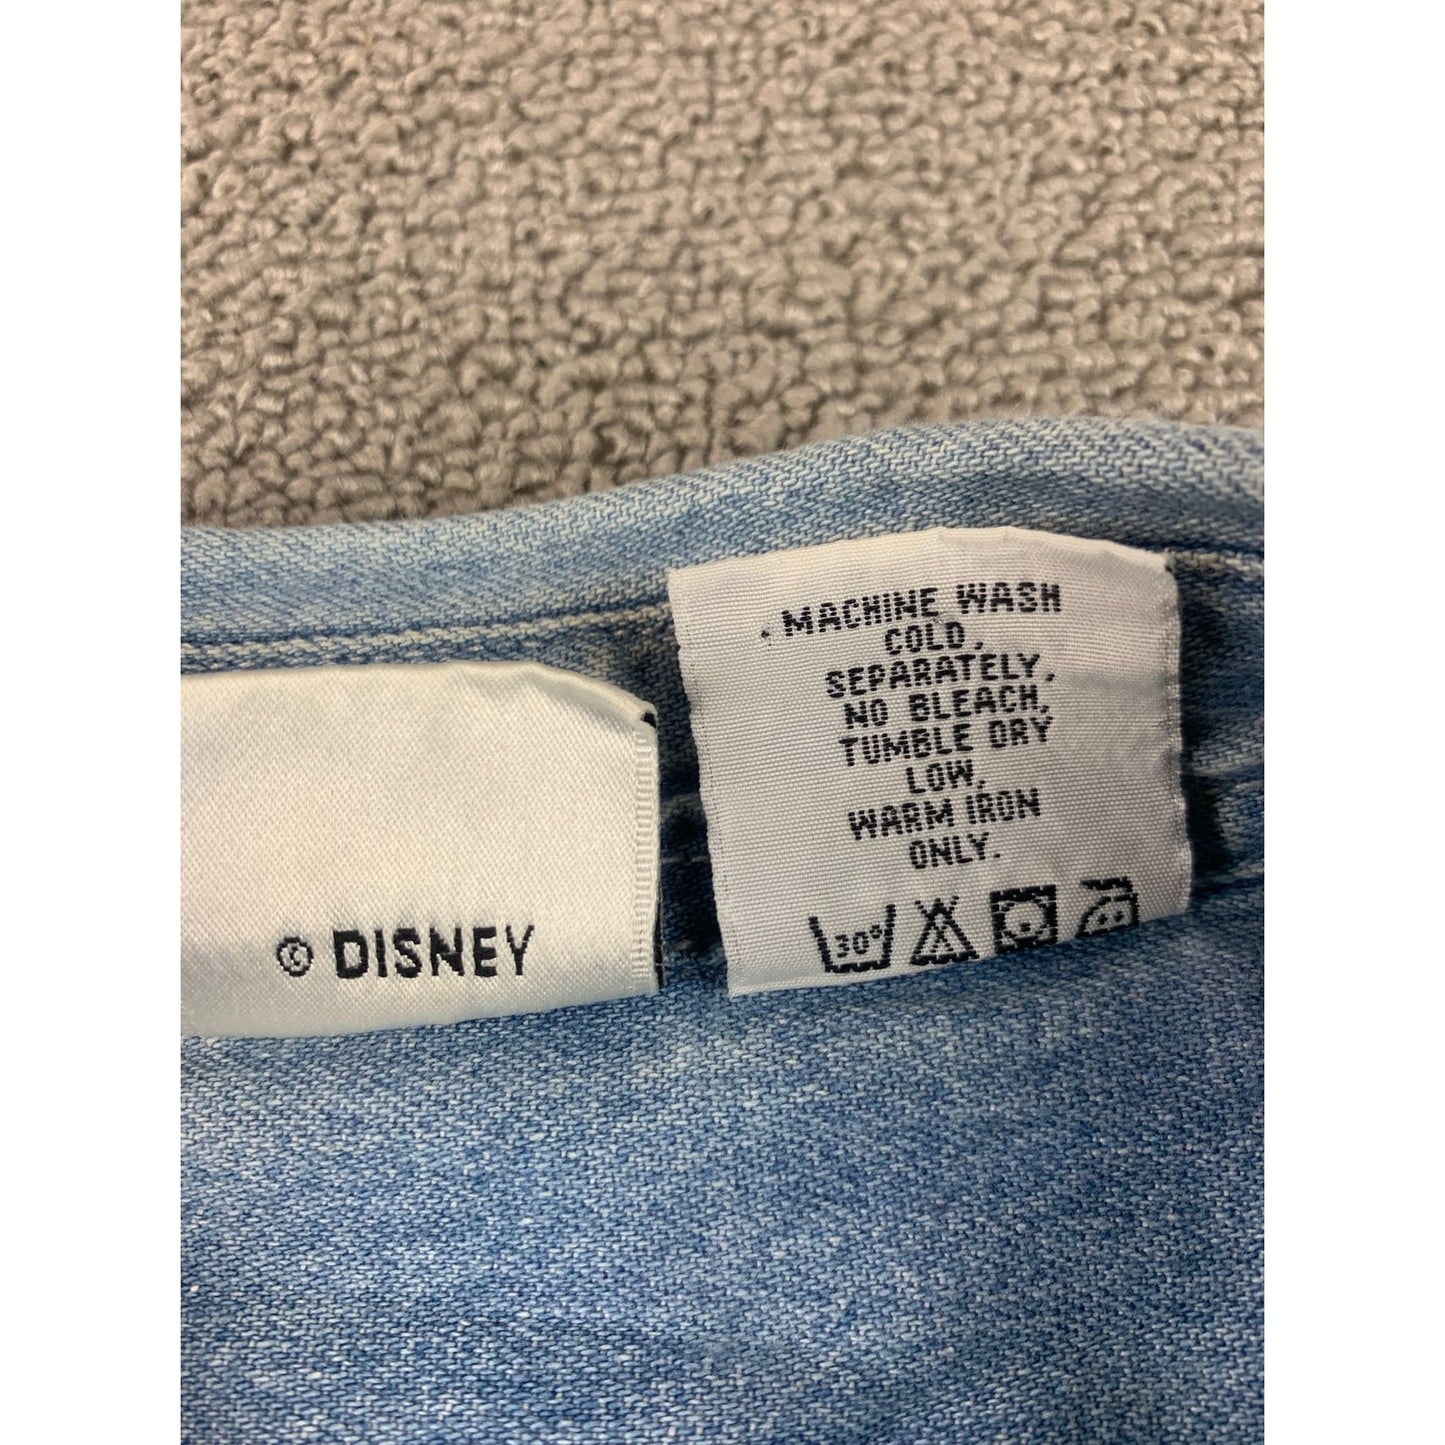 © DISNEY
MACHINE WASH
COLD,
SEPARATELY,
NO BLEACH,
TUMBLE DRY
LOW,
WARM IRON
ONLY.
30°